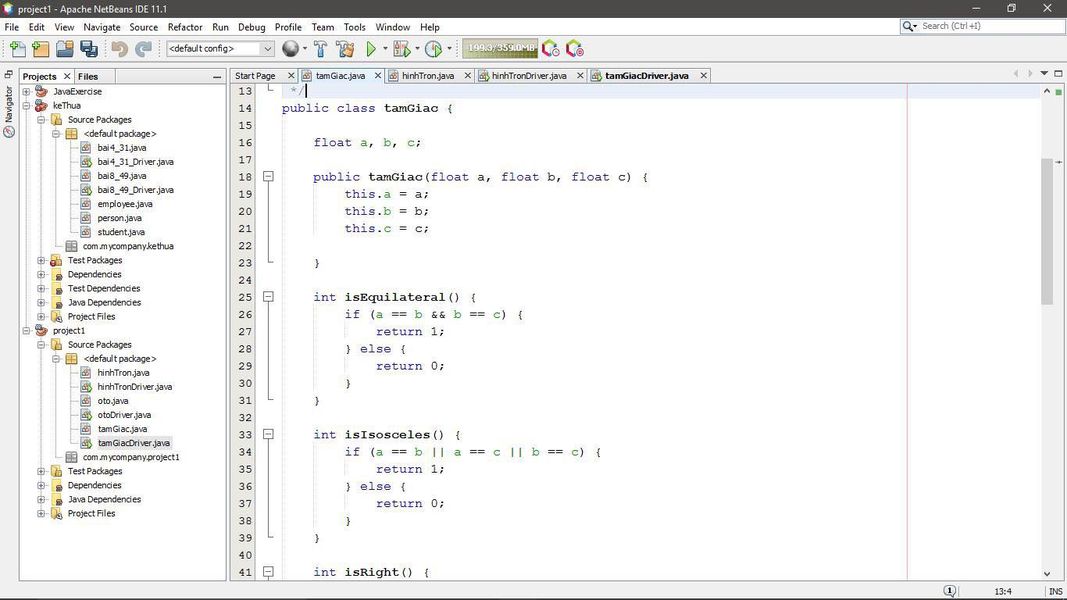 project1 - Apache NetBeans IDE 11.1
File Edit View Navigate Source Refactor Run Debug Profile Team Tools Window Help
Search (Ctrl+I)
<default config>
199.3/359.0MB
Projects Files
Navigator
JavaExercise
keThua
Source Packages
<default package>
bai4_31.java
bai4_31_Driver.java
bai8_49.java
bai8_49_Driver.java
employee.java
person.java
student.java
com.mycompany.kethua
Test Packages
Dependencies
Test Dependencies
Java Dependencies
Project Files
project1
Source Packages
<default package>
hinhTron.java
hinhTronDriver.java
oto.java
otoDriver.java
tamGiac.java
tamGiacDriver.java
com.mycompany.project1
Test Packages
Dependencies
Java Dependencies
Project Files
Start Page tamGiac.java hinhTron.java hinhTronDriver.java tamGiacDriver.java
13 */
14 public class tamGiac {
15
16 float a, b, c;
17
18 public tamGiac(float a, float b, float c) {
19 this.a = a;
20 this.b = b;
21 this.c = c;
22
23 }
24
25 int isEquilateral() {
26 if (a == b && b == c) {
27 return 1;
28 } else {
29 return 0;
30 }
31 }
32
33 int isIsosceles() {
34 if (a == b || a == c || b == c) {
35 return 1;
36 } else {
37 return 0;
38 }
39 }
40
41 int isRight() {
1
13:4
INS